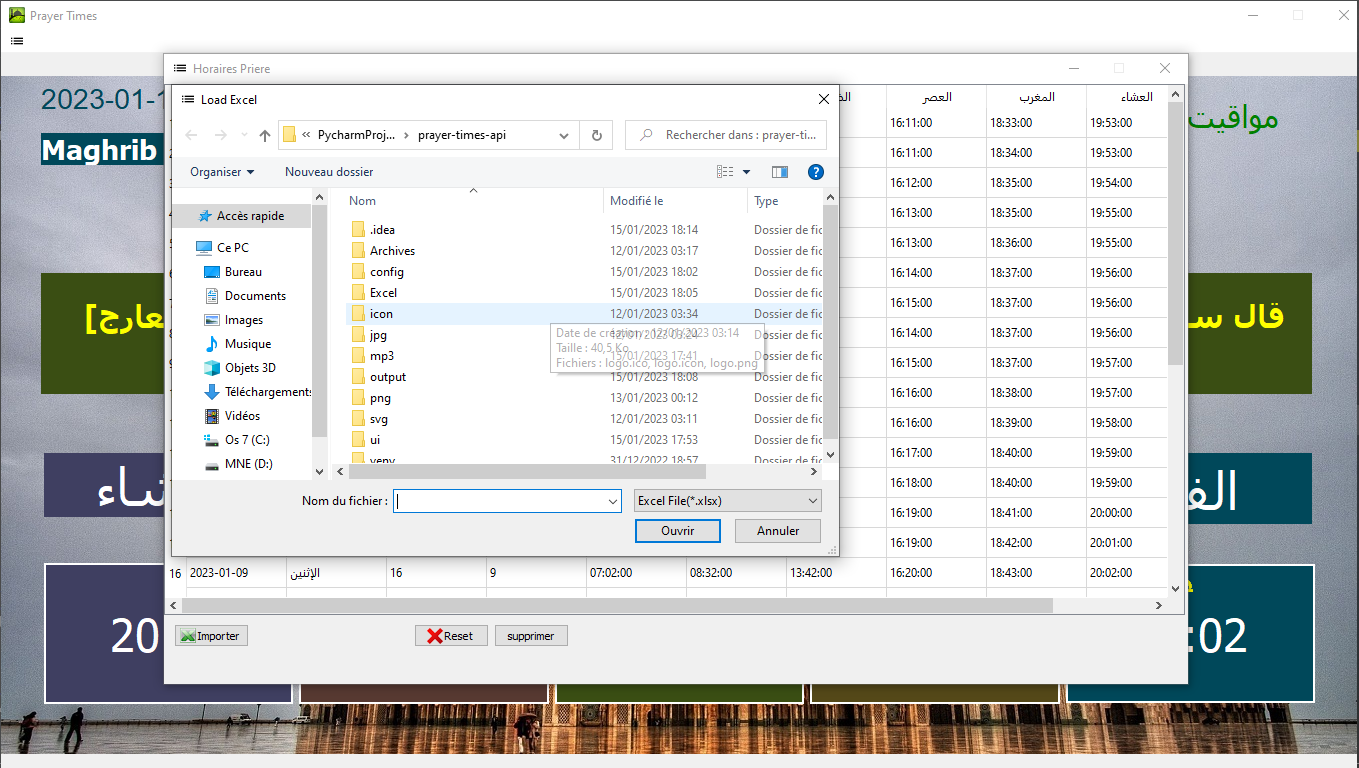 Prayer Times
2023-01-1
Maghrib
مواقيت
Horaires Priere
العصر
المغرب
العشاء
16:11:00 18:33:00 19:53:00
16:11:00 18:34:00 19:53:00
16:12:00 18:35:00 19:54:00
16:13:00 18:35:00 19:55:00
16:13:00 18:36:00 19:55:00
16:14:00 18:37:00 19:56:00
16:15:00 18:37:00 19:56:00
16:14:00 18:37:00 19:56:00
16:15:00 18:37:00 19:56:00
16:16:00 18:38:00 19:57:00
16:16:00 18:39:00 19:58:00
16:17:00 18:40:00 19:59:00
16:18:00 18:40:00 19:59:00
16:19:00 18:41:00 20:00:00
16:19:00 18:42:00 20:01:00
16 2023-01-09 الإثنين 16 9 07:02:00 08:32:00 13:42:00 16:20:00 18:43:00 20:02:00
Importer
Reset
supprimer
Load Excel
« PycharmProj... › prayer-times-api
Rechercher dans : prayer-ti...
Organiser
Nouveau dossier
Accès rapide
Ce PC
Bureau
Documents
Images
Musique
Objets 3D
Téléchargements
Vidéos
Os 7 (C:)
MNE (D:)
Nom Modifié le Type
.idea 15/01/2023 18:14 Dossier de fic
Archives 12/01/2023 03:17 Dossier de fic
config 15/01/2023 18:02 Dossier de fic
Excel 15/01/2023 18:05 Dossier de fic
icon 12/01/2023 03:34 Dossier de fic
jpg 12/01/2023 03:24 Dossier de fic
mp3 15/01/2023 17:41 Dossier de fic
output 15/01/2023 18:08 Dossier de fic
png 13/01/2023 00:12 Dossier de fic
svg 12/01/2023 03:11 Dossier de fic
ui 15/01/2023 17:53 Dossier de fic
venv 31/12/2022 18:57 Dossier de fic
Date de création : 12/01/2023 03:14
Taille : 40,5 Ko
Fichiers : logo.ico, logo.icon, logo.png
Nom du fichier :
Excel File(*.xlsx)
Ouvrir
Annuler
قال سـ
عارج]
الفـ
ـشـاء
20
:02